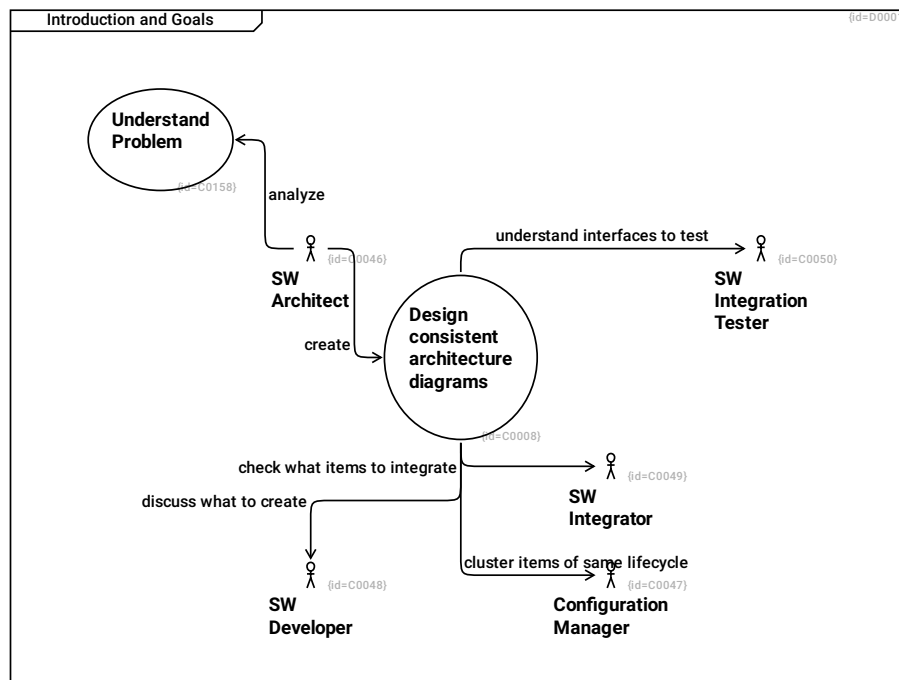 Introduction and Goals
Understand
Problem
{id=C0158}
analyze
{id=C0046}
SW
Architect
create
understand interfaces to test
{id=C0050}
SW
Integration
Tester
Design
consistent
architecture
diagrams
{id=C0008}
check what items to integrate
{id=C0049}
SW
Integrator
discuss what to create
{id=C0048}
SW
Developer
cluster items of same lifecycle
{id=C0047}
Configuration
Manager